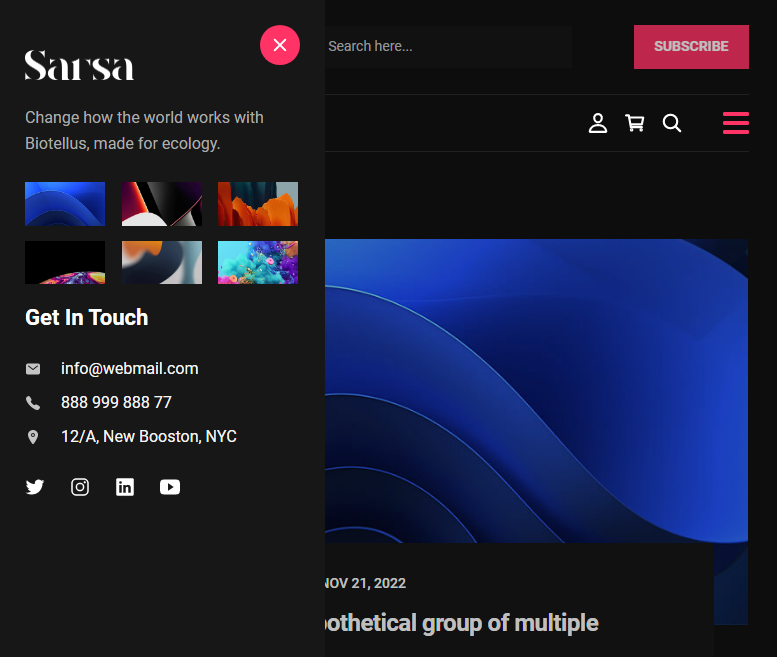 Sarsa
Change how the world works with
Biotellus, made for ecology.
Get In Touch
info@webmail.com
888 999 888 77
12/A, New Booston, NYC
Search here...
SUBSCRIBE
NOV 21, 2022
group of multiple